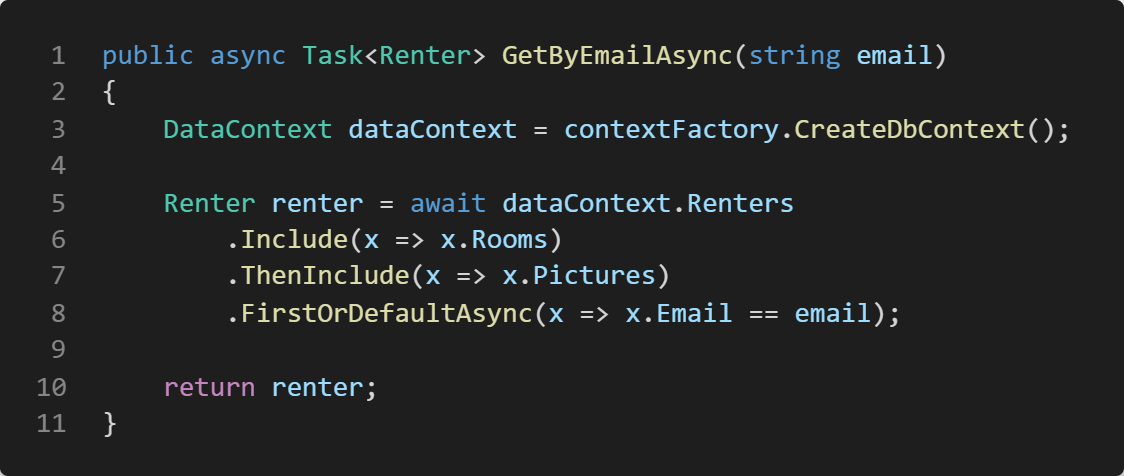 1 public async Task<Renter> GetByEmailAsync(string email)
2 {
3     DataContext dataContext = contextFactory.CreateDbContext();
4
5     Renter renter = await dataContext.Renters
6         .Include(x => x.Rooms)
7         .ThenInclude(x => x.Pictures)
8         .FirstOrDefaultAsync(x => x.Email == email);
9
10     return renter;
11 }